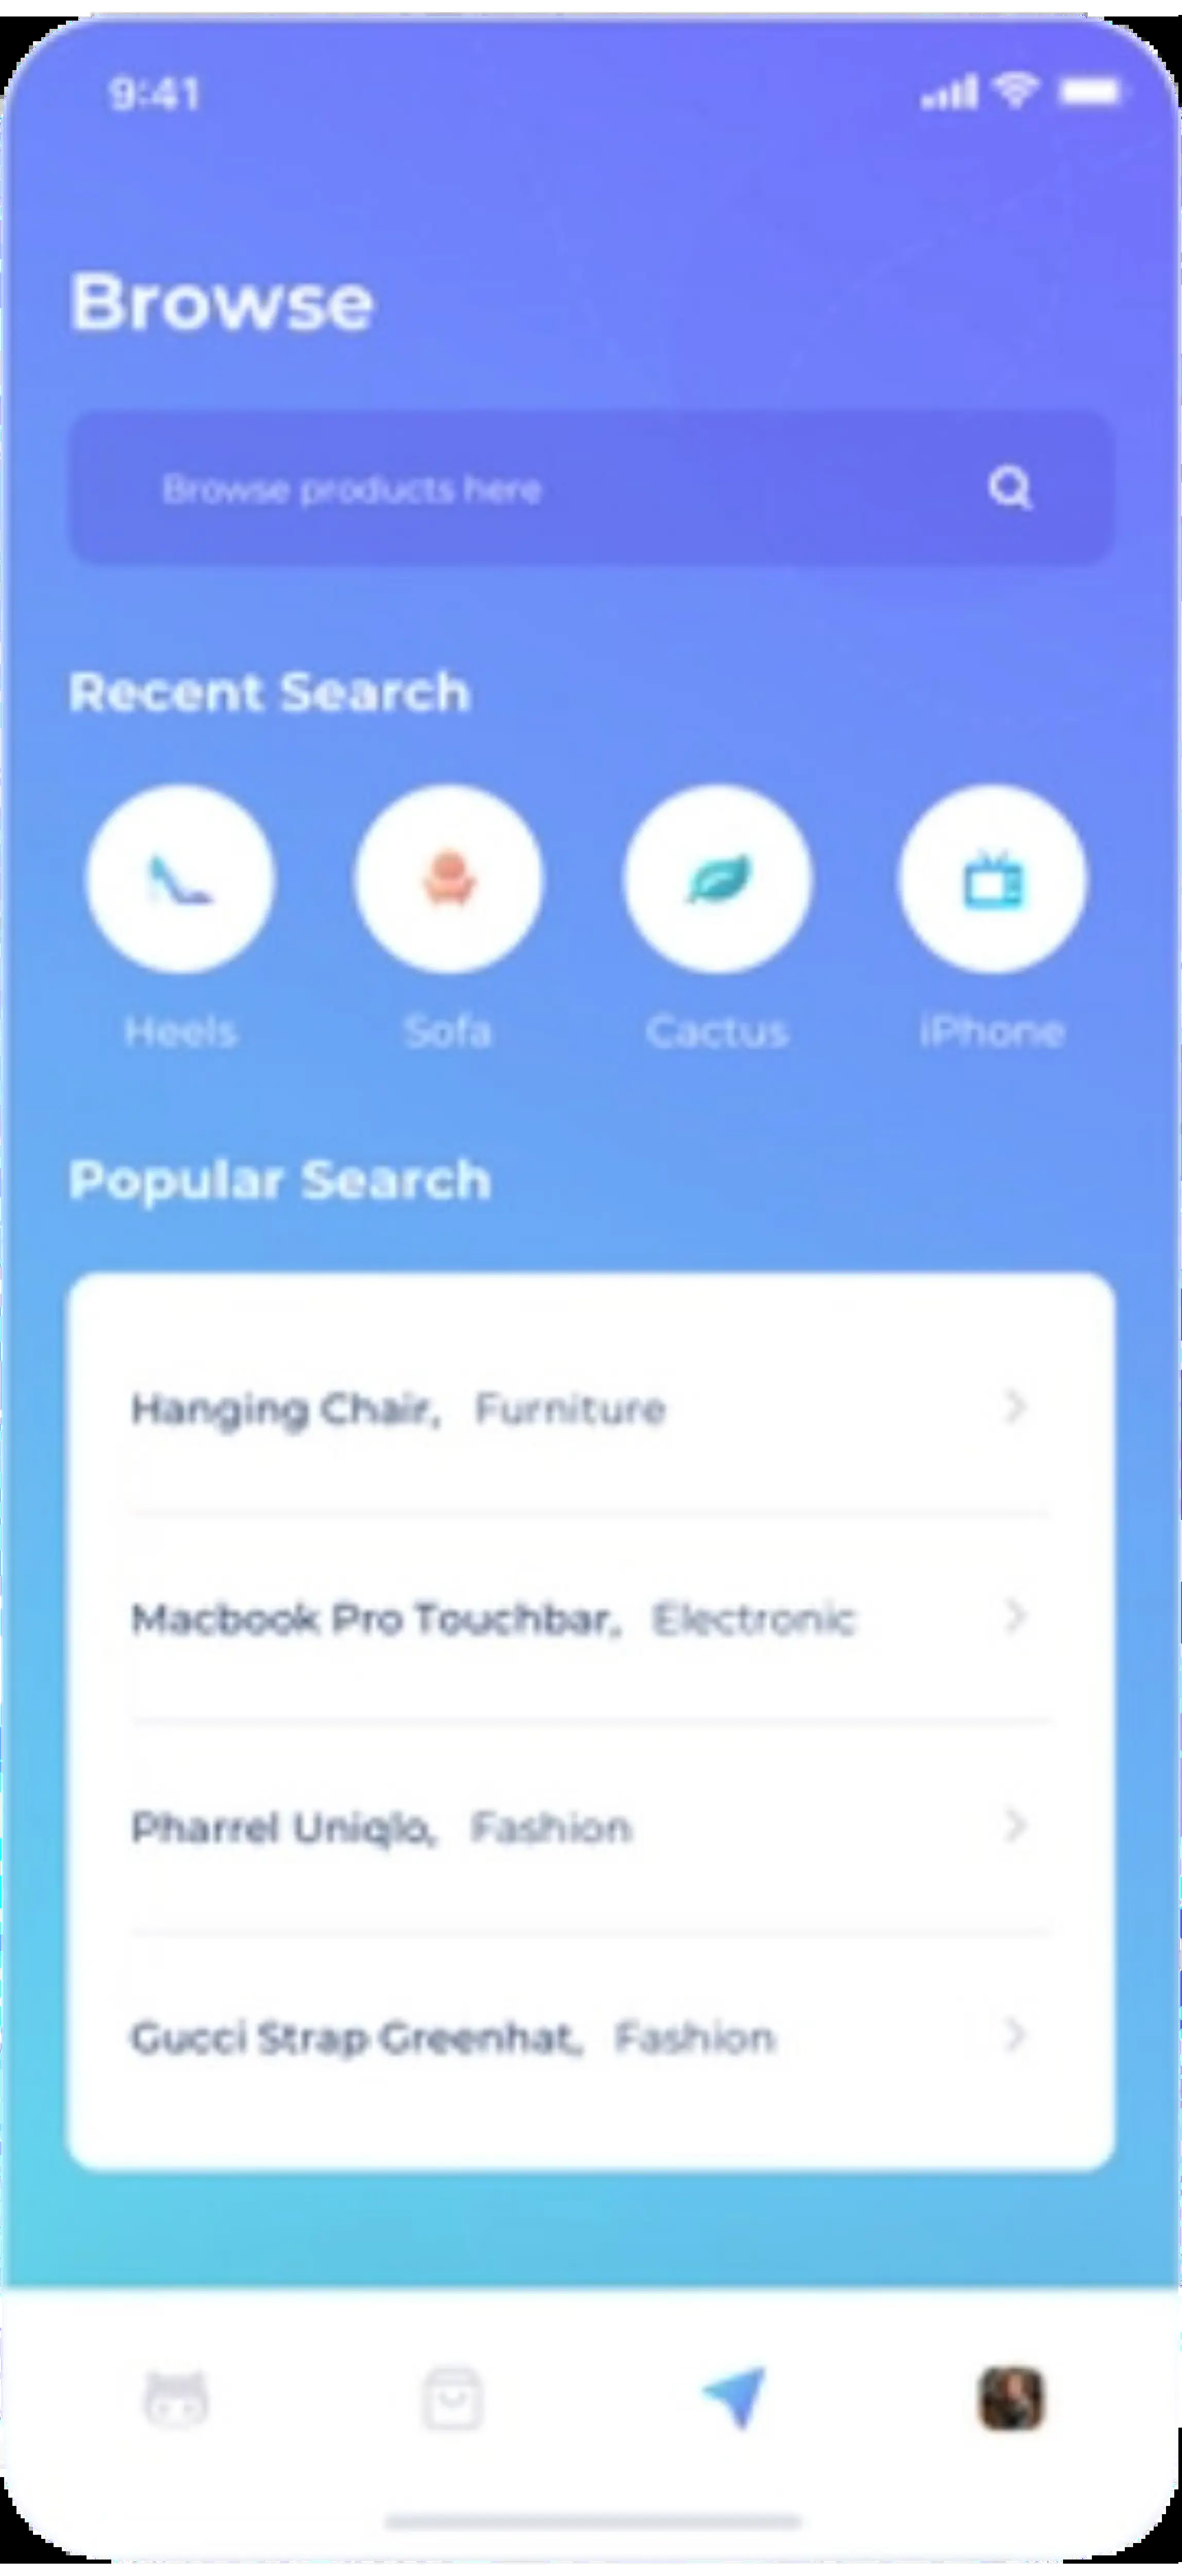 9:41
Browse
Browse products here
Recent Search
Heels Sofa Cactus iPhone
Popular Search
Hanging Chair, Furniture
Macbook Pro Touchbar, Electronic
Pharrel Uniqlo, Fashion
Gucci Strap Greenhat, Fashion